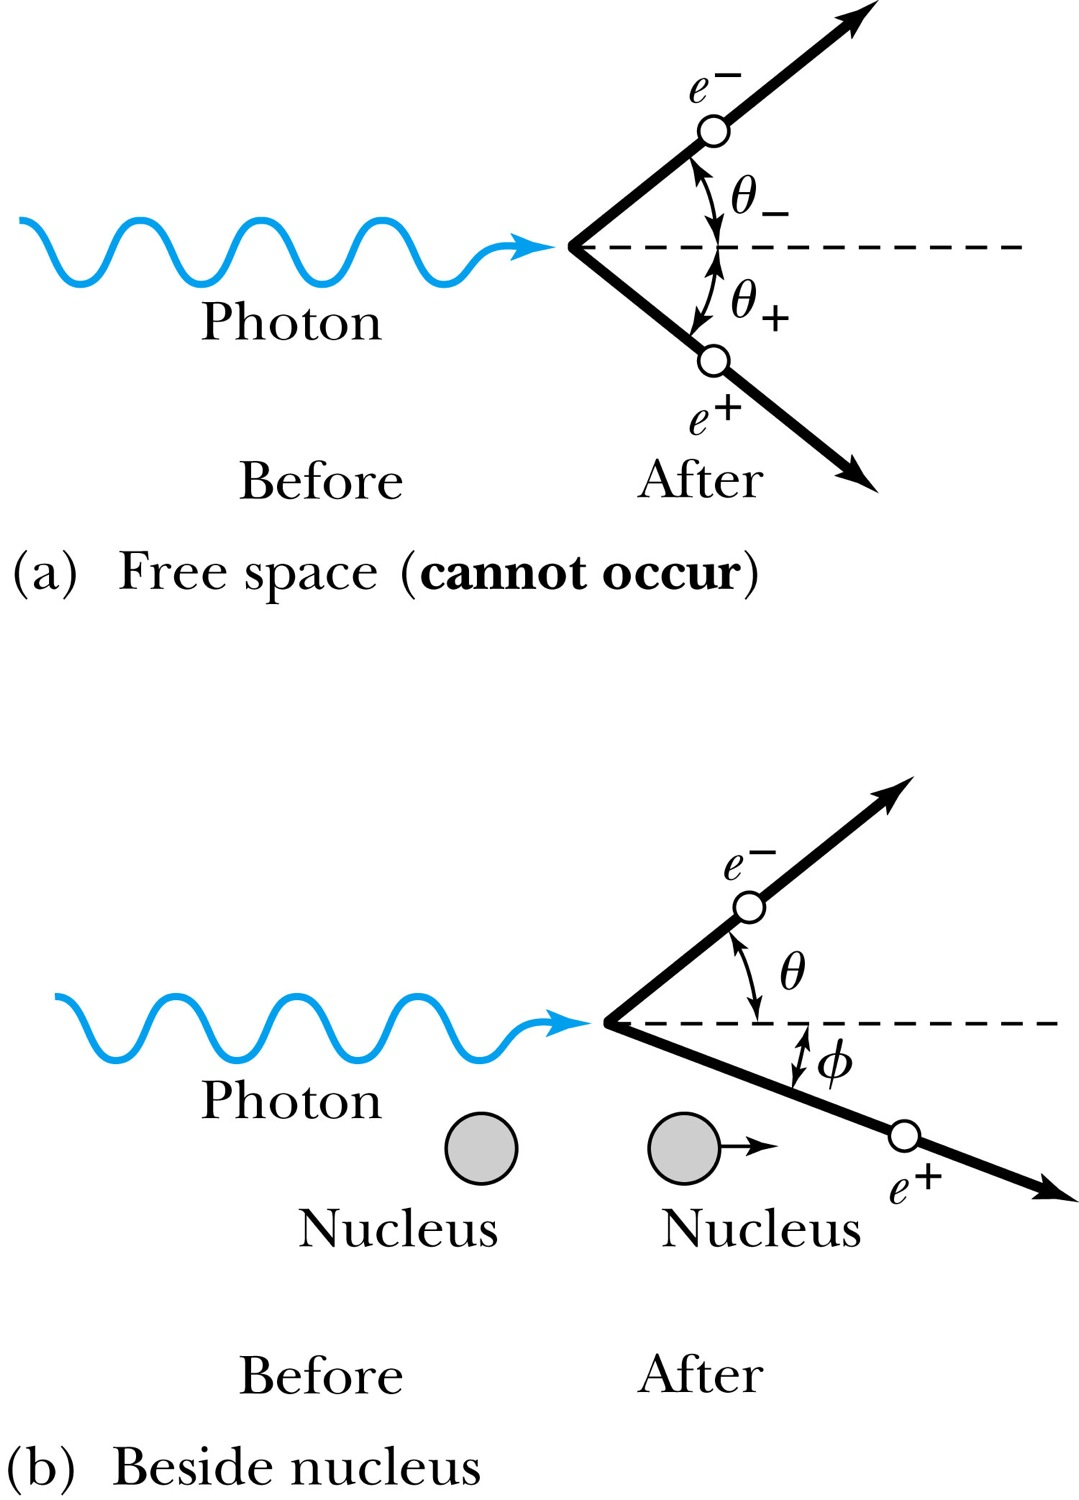 e−
θ−
θ+
Photon
e+
Before After
(a) Free space (cannot occur)
e−
θ
ϕ
Photon
e+
Nucleus Nucleus
Before After
(b) Beside nucleus